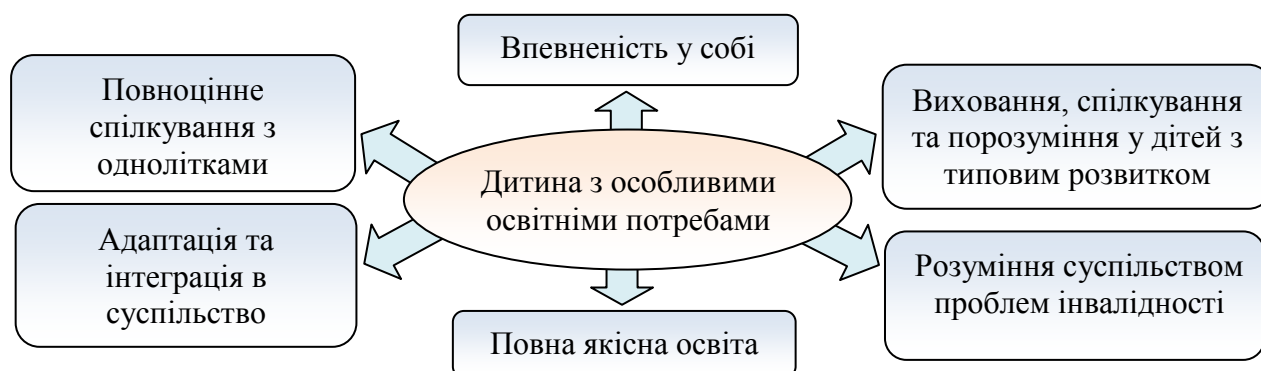 Впевненість у собі
Повноцінне
спілкування з
однолітками
Виховання, спілкування
та порозуміння у дітей з
типовим розвитком
Дитина з особливими
освітніми потребами
Адаптація та
інтеграція в
суспільство
Розуміння суспільством
проблем інвалідності
Повна якісна освіта